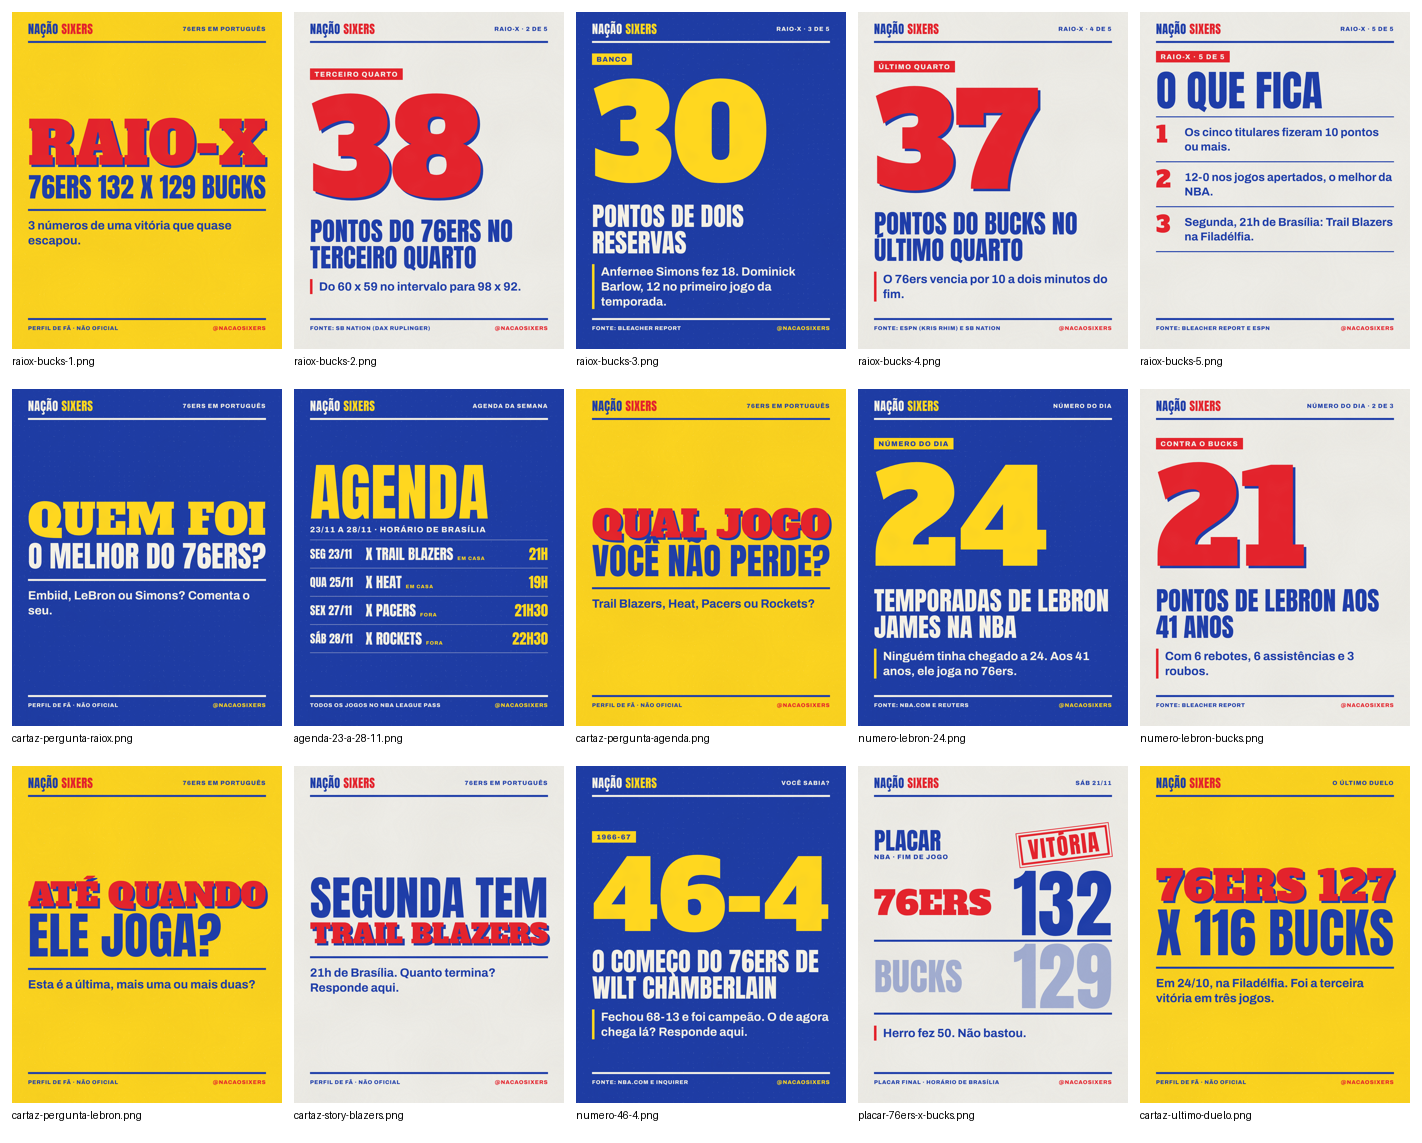 NAÇÃO SIXERS
76ERS EM PORTUGUÊS
RAIO-X
76ERS 132 X 129 BUCKS
3 números de uma vitória que quase
escapou.
PERFIL DE FÃ · NÃO OFICIAL
@NACAOSIXERS
raiox-bucks-1.png
NAÇÃO SIXERS
RAIO-X · 2 DE 5
TERCEIRO QUARTO
38
PONTOS DO 76ERS NO
TERCEIRO QUARTO
Do 60 x 59 no intervalo para 98 x 92.
FONTE: SB NATION (DAX RUPLINGER)
@NACAOSIXERS
raiox-bucks-2.png
NAÇÃO SIXERS
RAIO-X · 3 DE 5
BANCO
30
PONTOS DE DOIS
RESERVAS
Anfernee Simons fez 18. Dominick
Barlow, 12 no primeiro jogo da
temporada.
FONTE: BLEACHER REPORT
@NACAOSIXERS
raiox-bucks-3.png
NAÇÃO SIXERS
RAIO-X · 4 DE 5
ÚLTIMO QUARTO
37
PONTOS DO BUCKS NO
ÚLTIMO QUARTO
O 76ers vencia por 10 a dois minutos do
fim.
FONTE: ESPN (KRIS RHIM) E SB NATION
@NACAOSIXERS
raiox-bucks-4.png
NAÇÃO SIXERS
RAIO-X · 5 DE 5
RAIO-X · 5 DE 5
O QUE FICA
1 Os cinco titulares fizeram 10 pontos
ou mais.
2 12-0 nos jogos apertados, o melhor da
NBA.
3 Segunda, 21h de Brasília: Trail Blazers
na Filadélfia.
FONTE: BLEACHER REPORT E ESPN
@NACAOSIXERS
raiox-bucks-5.png
NAÇÃO SIXERS
76ERS EM PORTUGUÊS
QUEM FOI
O MELHOR DO 76ERS?
Embiid, LeBron ou Simons? Comenta o
seu.
PERFIL DE FÃ · NÃO OFICIAL
@NACAOSIXERS
cartaz-pergunta-raiox.png
NAÇÃO SIXERS
AGENDA DA SEMANA
AGENDA
23/11 A 28/11 · HORÁRIO DE BRASÍLIA
SEG 23/11 X TRAIL BLAZERS EM CASA 21H
QUA 25/11 X HEAT EM CASA 19H
SEX 27/11 X PACERS FORA 21H30
SÁB 28/11 X ROCKETS FORA 22H30
TODOS OS JOGOS NO NBA LEAGUE PASS
@NACAOSIXERS
agenda-23-a-28-11.png
NAÇÃO SIXERS
76ERS EM PORTUGUÊS
QUAL JOGO
VOCÊ NÃO PERDE?
Trail Blazers, Heat, Pacers ou Rockets?
PERFIL DE FÃ · NÃO OFICIAL
@NACAOSIXERS
cartaz-pergunta-agenda.png
NAÇÃO SIXERS
NÚMERO DO DIA
NÚMERO DO DIA
24
TEMPORADAS DE LEBRON
JAMES NA NBA
Ninguém tinha chegado a 24. Aos 41
anos, ele joga no 76ers.
FONTE: NBA.COM E REUTERS
@NACAOSIXERS
numero-lebron-24.png
NAÇÃO SIXERS
NÚMERO DO DIA · 2 DE 3
CONTRA O BUCKS
21
PONTOS DE LEBRON AOS
41 ANOS
Com 6 rebotes, 6 assistências e 3
roubos.
FONTE: BLEACHER REPORT
@NACAOSIXERS
numero-lebron-bucks.png
NAÇÃO SIXERS
76ERS EM PORTUGUÊS
ATÉ QUANDO
ELE JOGA?
Esta é a última, mais uma ou mais duas?
PERFIL DE FÃ · NÃO OFICIAL
@NACAOSIXERS
cartaz-pergunta-lebron.png
NAÇÃO SIXERS
76ERS EM PORTUGUÊS
SEGUNDA TEM
TRAIL BLAZERS
21h de Brasília. Quanto termina?
Responde aqui.
PERFIL DE FÃ · NÃO OFICIAL
@NACAOSIXERS
cartaz-story-blazers.png
NAÇÃO SIXERS
VOCÊ SABIA?
1966-67
46-4
O COMEÇO DO 76ERS DE
WILT CHAMBERLAIN
Fechou 68-13 e foi campeão. O de agora
chega lá? Responde aqui.
FONTE: NBA.COM E INQUIRER
@NACAOSIXERS
numero-46-4.png
NAÇÃO SIXERS
SÁB 21/11
PLACAR
NBA · FIM DE JOGO
VITÓRIA
76ERS 132
BUCKS 129
Herro fez 50. Não bastou.
PLACAR FINAL · HORÁRIO DE BRASÍLIA
@NACAOSIXERS
placar-76ers-x-bucks.png
NAÇÃO SIXERS
O ÚLTIMO DUELO
76ERS 127
X 116 BUCKS
Em 24/10, na Filadélfia. Foi a terceira
vitória em três jogos.
PERFIL DE FÃ · NÃO OFICIAL
@NACAOSIXERS
cartaz-ultimo-duelo.png